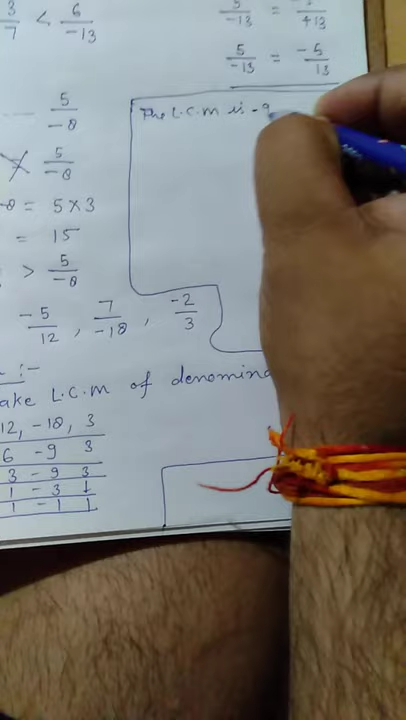 3/7 < 6/-13
5/-13 =
5/-13 = -5/13
5/-8
The L.C.M is -9
5/-8
= 5 x 3
= 15
> 5/-8
-5/12 , 7/-18 , -2/3
:-
ake L.C.M of denomina
12, -18, 3
6 -9 3
3 -9 3
1 -3 1
1 -1 1